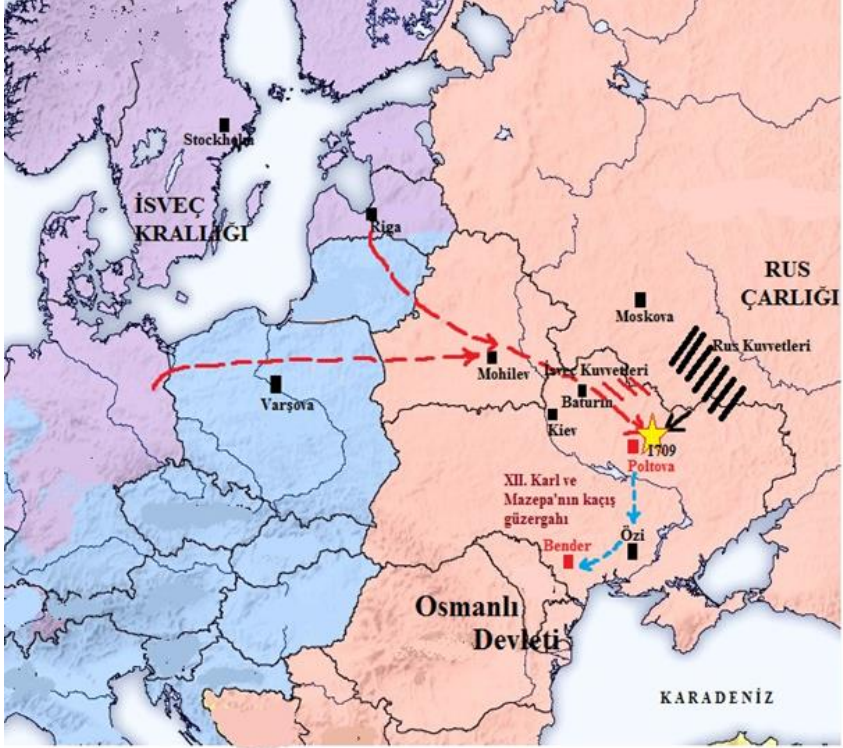 Stockholm
İSVEÇ
KRALLIĞI
Riga
RUS
ÇARLIĞI
Moskova
Rus Kuvvetleri
Mohilev
İsveç Kuvvetleri
Baturin
Varşova
Kiev
1709
Poltova
XII. Karl ve
Mazepa'nın kaçış
güzergahı
Özi
Bender
Osmanlı
Devleti
KARADENİZ